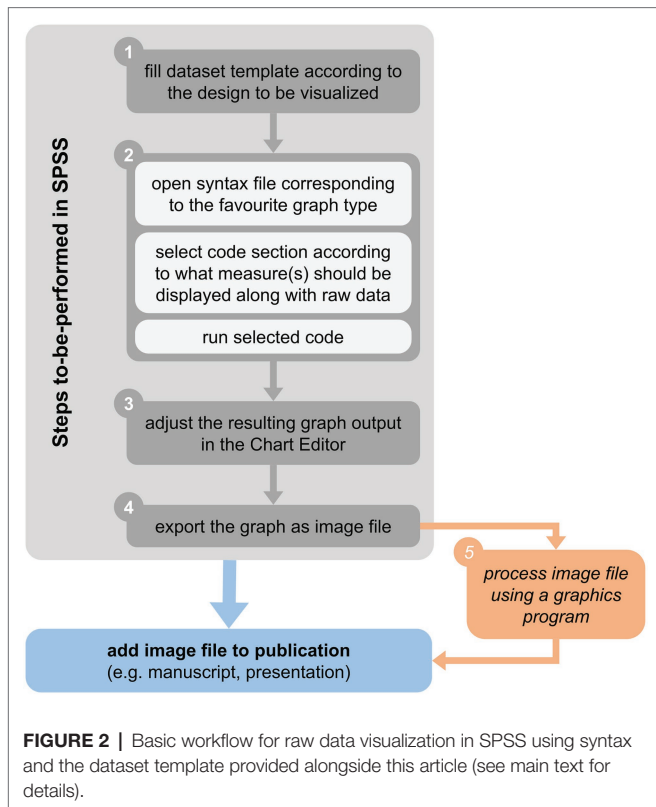 Steps to-be-performed in SPSS
1
fill dataset template according to
the design to be visualized
2
open syntax file corresponding
to the favourite graph type
select code section according
to what measure(s) should be
displayed along with raw data
run selected code
3
adjust the resulting graph output
in the Chart Editor
4
export the graph as image file
5
process image file
using a graphics
program
add image file to publication
(e.g. manuscript, presentation)
FIGURE 2 | Basic workflow for raw data visualization in SPSS using syntax
and the dataset template provided alongside this article (see main text for
details).